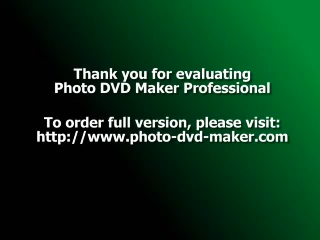 Thank you for evaluating
Photo DVD Maker Professional
To order full version, please visit:
http://www.photo-dvd-maker.com